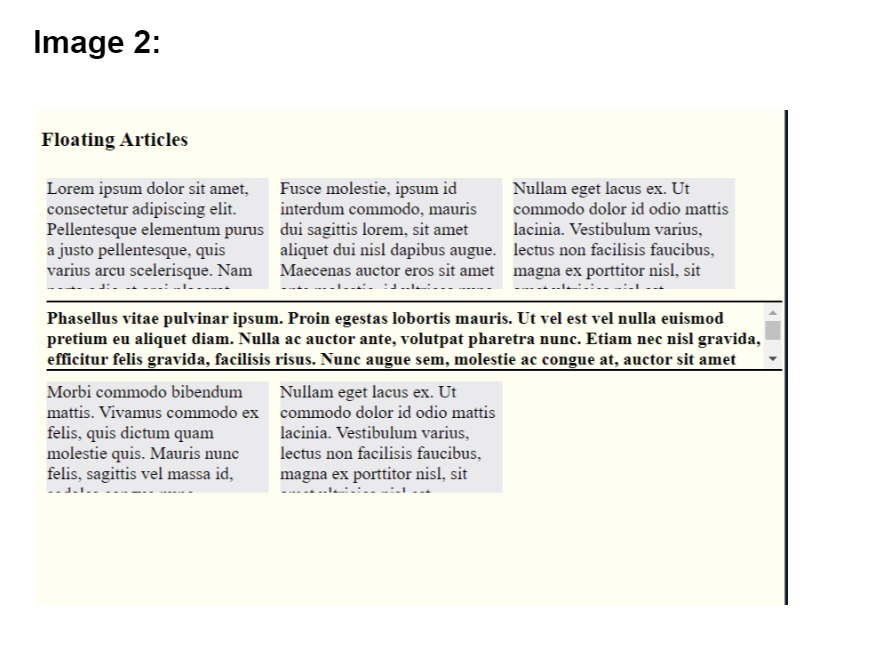 Image 2:
Floating Articles
Lorem ipsum dolor sit amet,
consectetur adipiscing elit.
Pellentesque elementum purus
a justo pellentesque, quis
varius arcu scelerisque. Nam
Fusce molestie, ipsum id
interdum commodo, mauris
dui sagittis lorem, sit amet
aliquet dui nisl dapibus augue.
Maecenas auctor eros sit amet
Nullam eget lacus ex. Ut
commodo dolor id odio mattis
lacinia. Vestibulum varius,
lectus non facilisis faucibus,
magna ex porttitor nisl, sit
Phasellus vitae pulvinar ipsum. Proin egestas lobortis mauris. Ut vel est vel nulla euismod
pretium eu aliquet diam. Nulla ac auctor ante, volutpat pharetra nunc. Etiam nec nisl gravida,
efficitur felis gravida, facilisis risus. Nunc augue sem, molestie ac congue at, auctor sit amet
Morbi commodo bibendum
mattis. Vivamus commodo ex
felis, quis dictum quam
molestie quis. Mauris nunc
felis, sagittis vel massa id,
Nullam eget lacus ex. Ut
commodo dolor id odio mattis
lacinia. Vestibulum varius,
lectus non facilisis faucibus,
magna ex porttitor nisl, sit